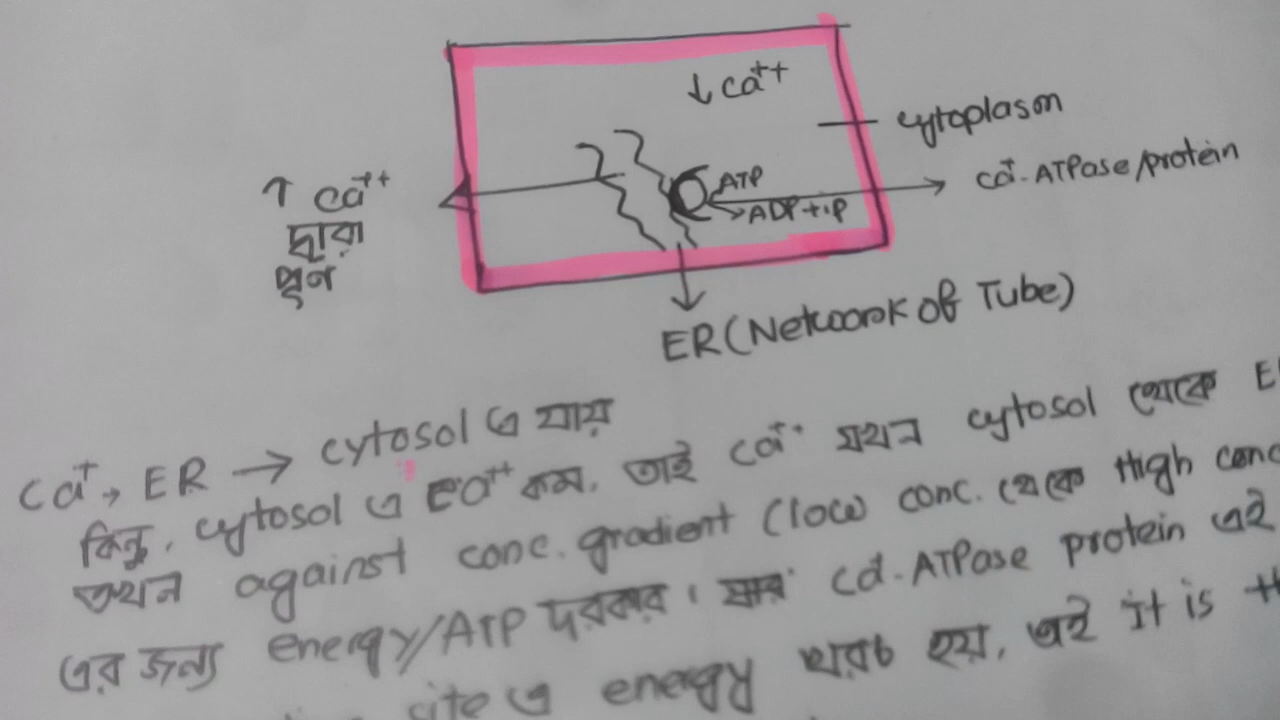 ↓ ca++
cytoplasm
ca+-ATPase/protein
ATP
ADP+ip
↑ ca++
দ্বারা
পূর্ণ
ER (Network of Tube)
ca+, ER → cytosol এ যায়
কিন্তু, cytosol এ ca++ কম. তাই ca++ যখন cytosol থেকে E
তখন against conc. gradient (low) conc. থেকে High conc
এর জন্য energy/ATP দরকার। ca+-ATPase protein এই
site এ energy খরচ হয়, এই it is